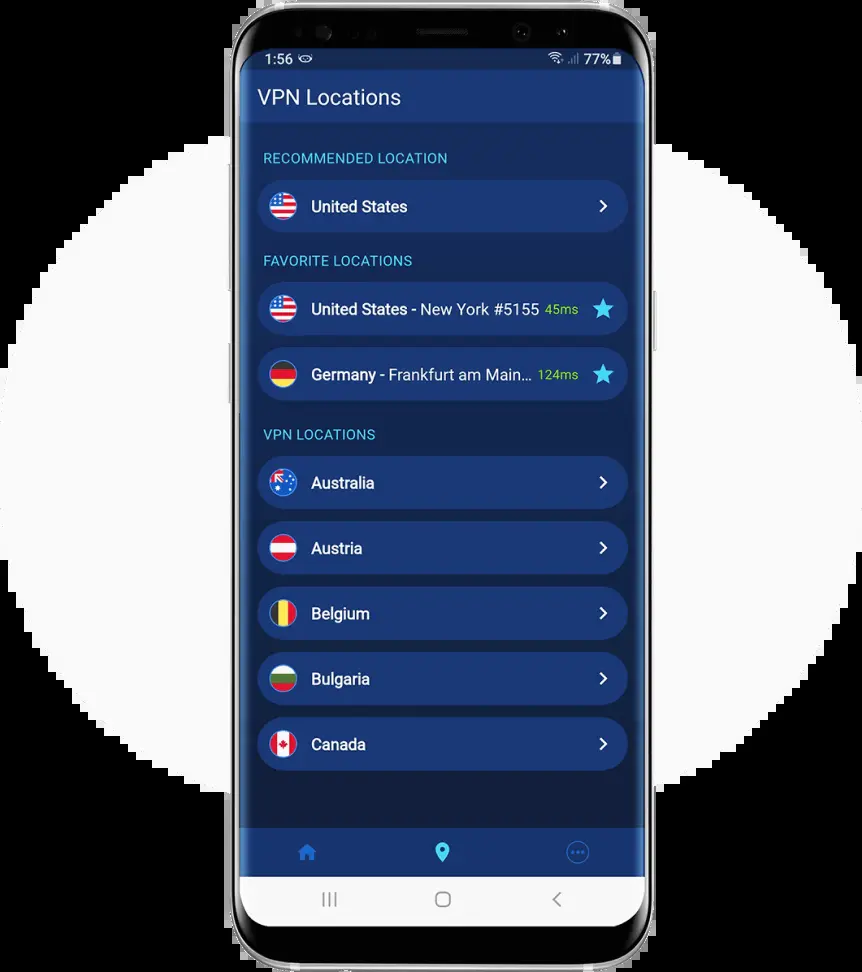 1:56 77%
VPN Locations
RECOMMENDED LOCATION
United States
FAVORITE LOCATIONS
United States - New York #5155 45ms
Germany - Frankfurt am Main... 124ms
VPN LOCATIONS
Australia
Austria
Belgium
Bulgaria
Canada